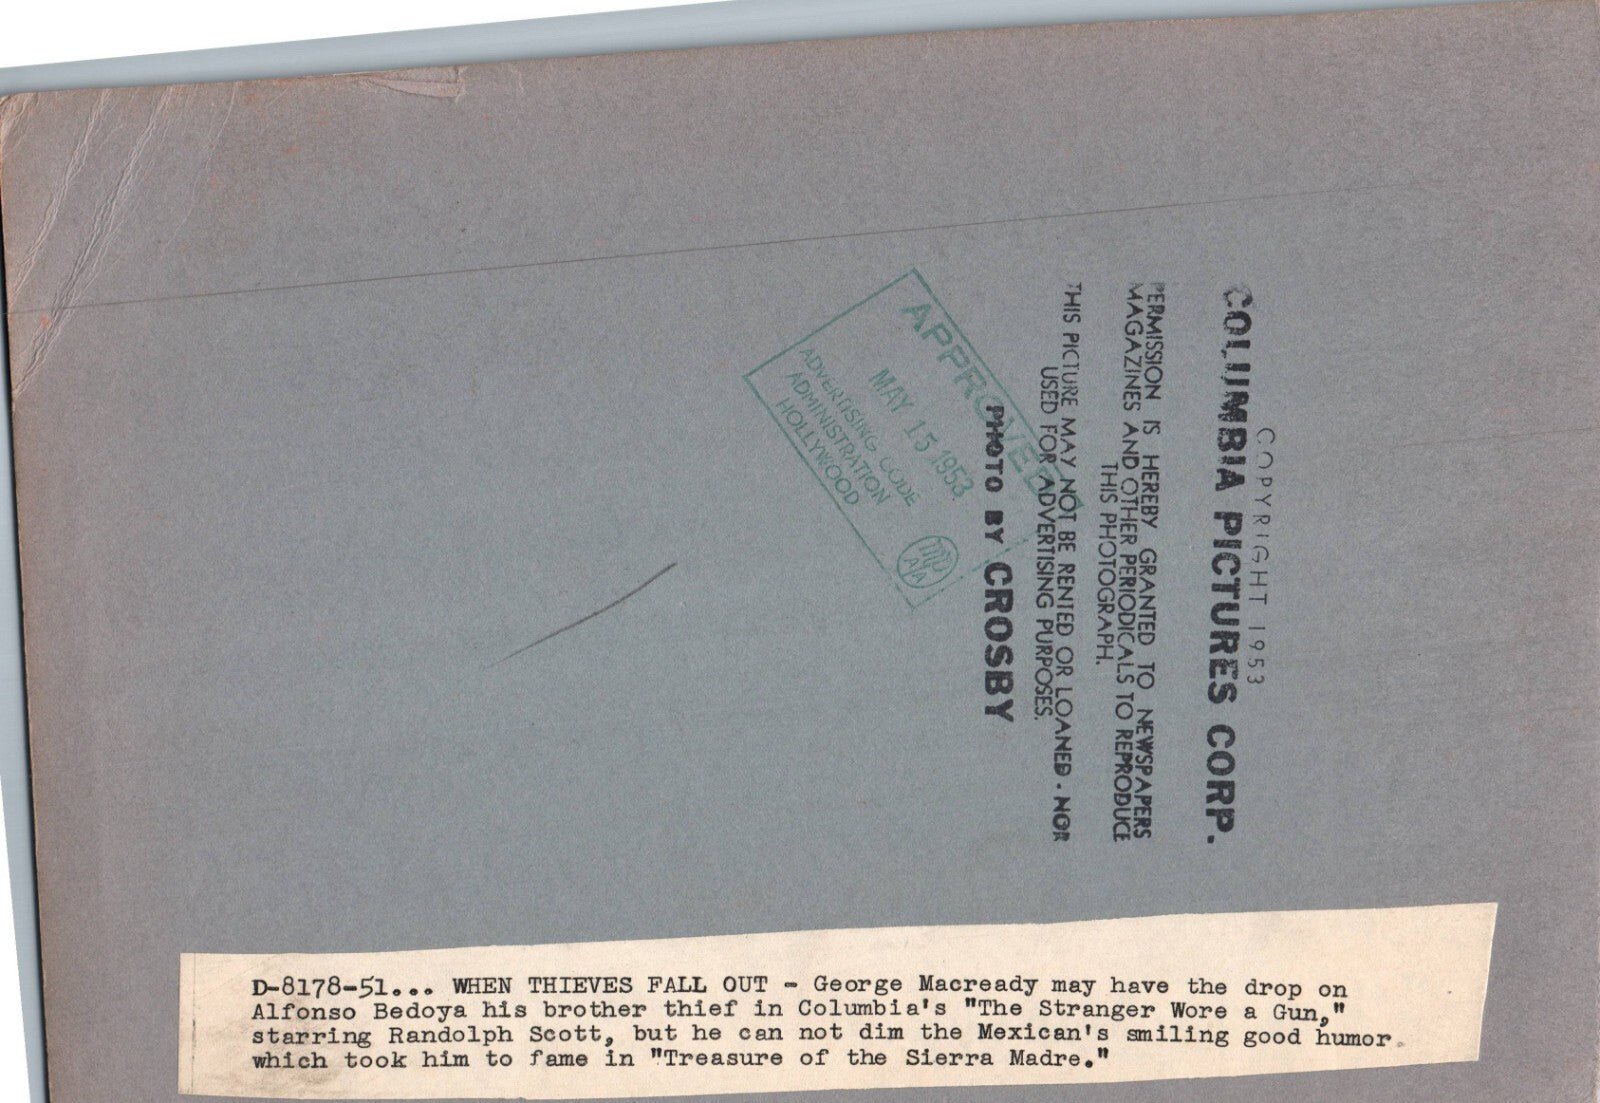 COPYRIGHT 1953
COLUMBIA PICTURES CORP.
PERMISSION IS HEREBY GRANTED TO NEWSPAPERS
MAGAZINES AND OTHER PERIODICALS TO REPRODUCE
THIS PHOTOGRAPH.
THIS PICTURE MAY NOT BE RENTED OR LOANED - NOR
USED FOR ADVERTISING PURPOSES.
PHOTO BY CROSBY
APPROVED
MAY 15 1953
ADVERTISING CODE
ADMINISTRATION
HOLLYWOOD
D-8178-51... WHEN THIEVES FALL OUT - George Macready may have the drop on
Alfonso Bedoya his brother thief in Columbia's "The Stranger Wore a Gun,"
starring Randolph Scott, but he can not dim the Mexican's smiling good humor.
which took him to fame in "Treasure of the Sierra Madre."